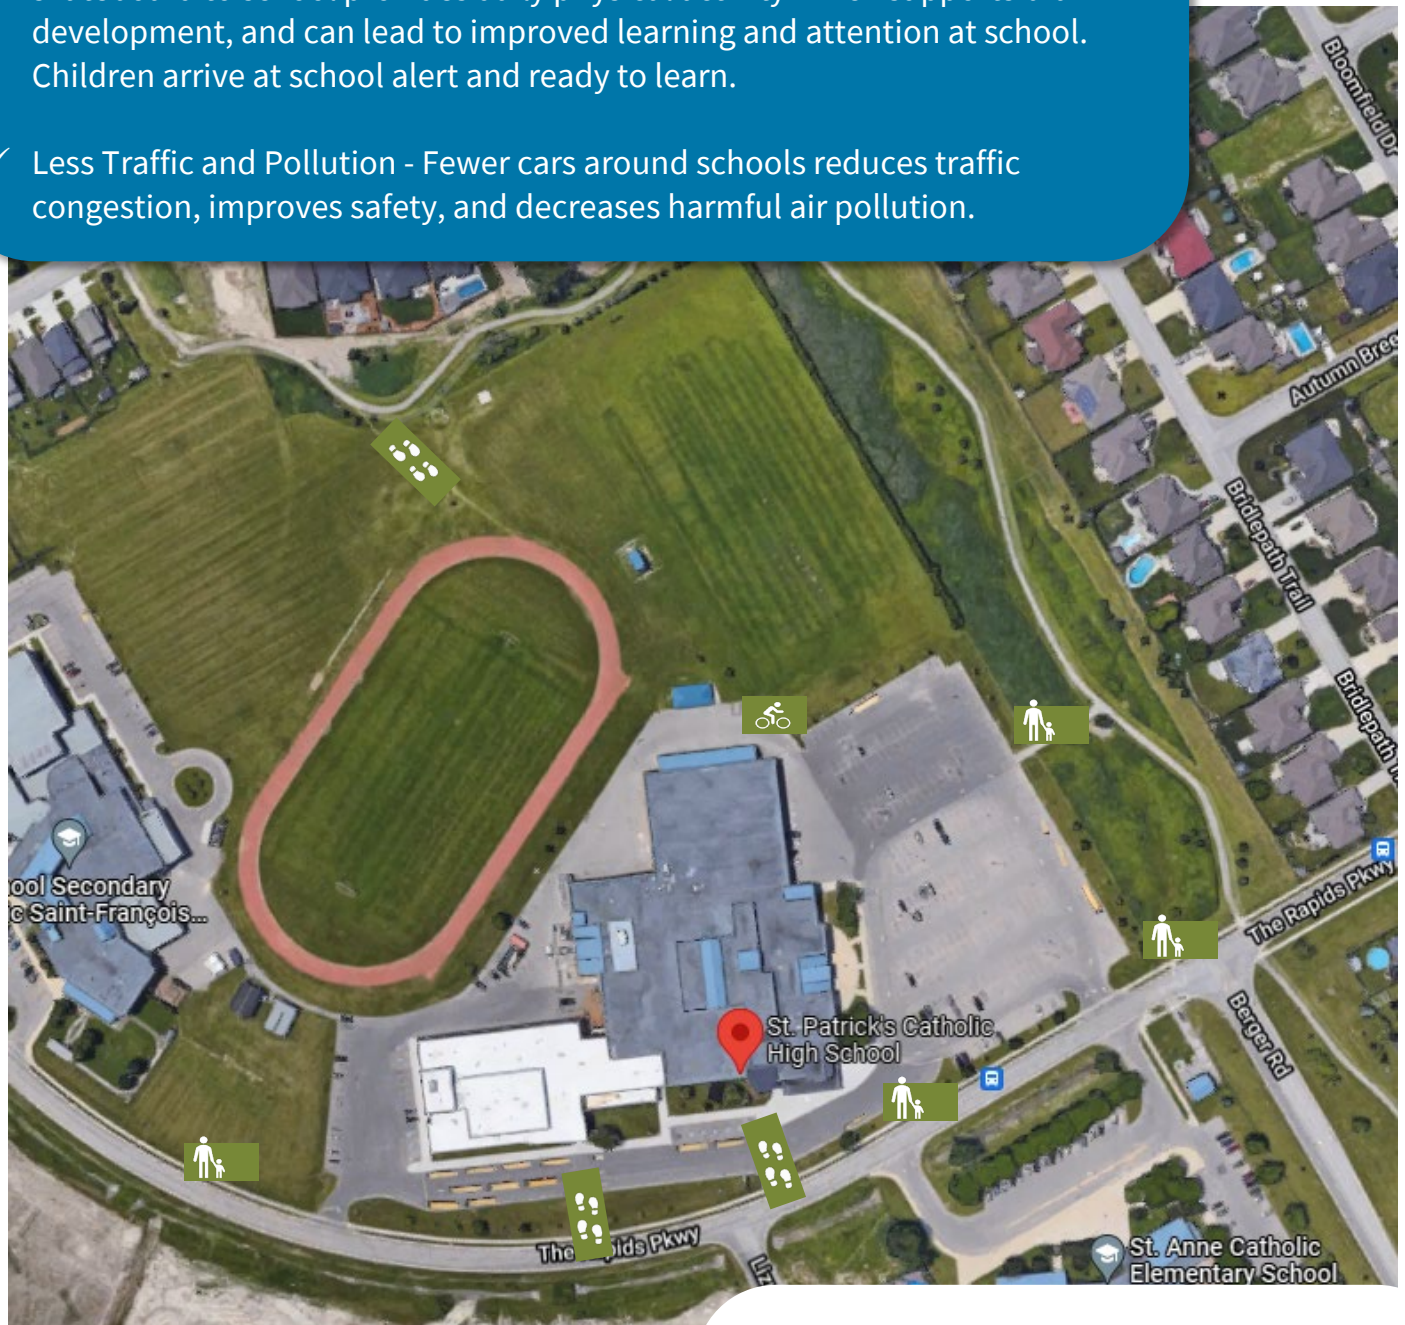 development, and can lead to improved learning and attention at school.
Children arrive at school alert and ready to learn.
Less Traffic and Pollution - Fewer cars around schools reduces traffic
congestion, improves safety, and decreases harmful air pollution.
Bloomfield Dr
Autumn Bree
Bridlepath Trail
Bridlepath
ool Secondary
c Saint-François...
The Rapids Pkwy
St. Patrick's Catholic
High School
Berger Rd
The pids Pkwy
Liz
St. Anne Catholic
Elementary School